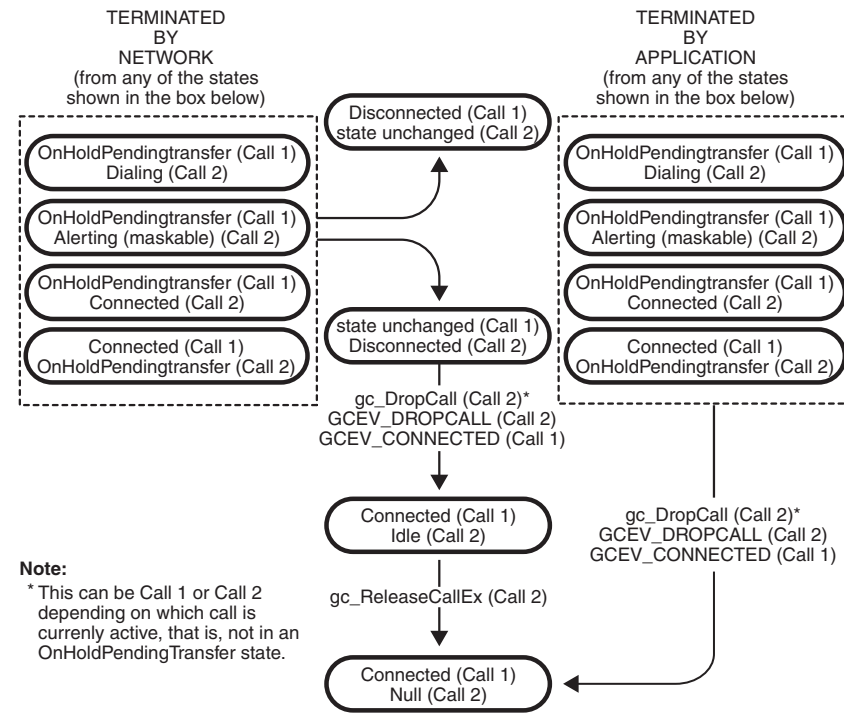 TERMINATED
BY
NETWORK
(from any of the states
shown in the box below)
OnHoldPendingtransfer (Call 1)
Dialing (Call 2)
OnHoldPendingtransfer (Call 1)
Alerting (maskable) (Call 2)
OnHoldPendingtransfer (Call 1)
Connected (Call 2)
Connected (Call 1)
OnHoldPendingtransfer (Call 2)
Disconnected (Call 1)
state unchanged (Call 2)
state unchanged (Call 1)
Disconnected (Call 2)
gc_DropCall (Call 2)*
GCEV_DROPCALL (Call 2)
GCEV_CONNECTED (Call 1)
Connected (Call 1)
Idle (Call 2)
gc_ReleaseCallEx (Call 2)
Connected (Call 1)
Null (Call 2)
TERMINATED
BY
APPLICATION
(from any of the states
shown in the box below)
OnHoldPendingtransfer (Call 1)
Dialing (Call 2)
OnHoldPendingtransfer (Call 1)
Alerting (maskable) (Call 2)
OnHoldPendingtransfer (Call 1)
Connected (Call 2)
Connected (Call 1)
OnHoldPendingtransfer (Call 2)
gc_DropCall (Call 2)*
GCEV_DROPCALL (Call 2)
GCEV_CONNECTED (Call 1)
Note:
* This can be Call 1 or Call 2
depending on which call is
currently active, that is, not in an
OnHoldPendingTransfer state.